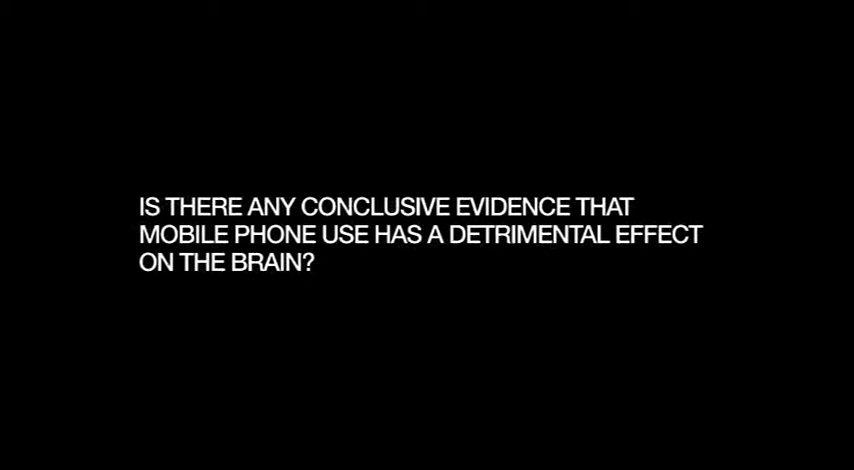 IS THERE ANY CONCLUSIVE EVIDENCE THAT
MOBILE PHONE USE HAS A DETRIMENTAL EFFECT
ON THE BRAIN?